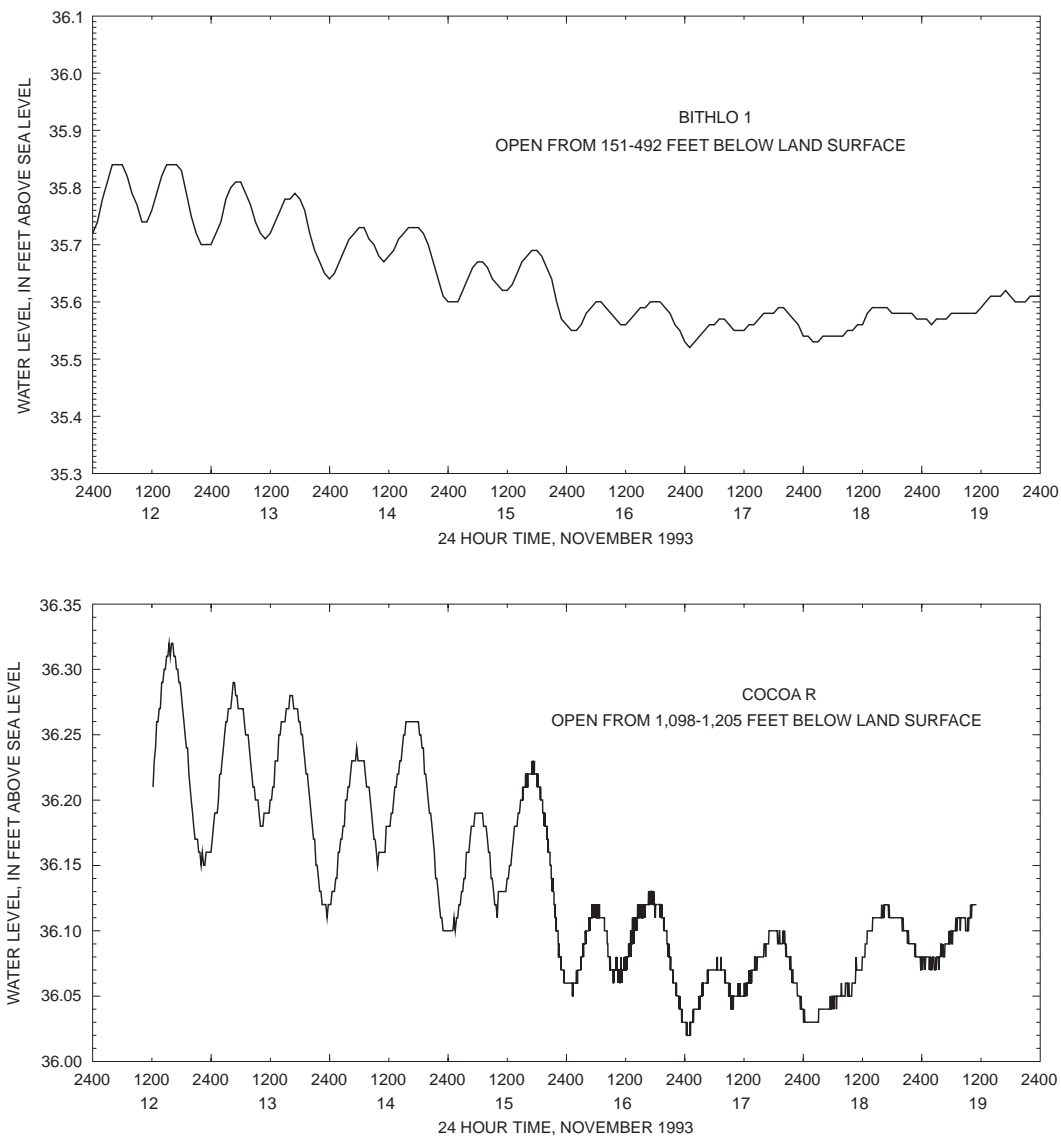 36.1
36.0
35.9
35.8
35.7
35.6
35.5
35.4
35.3
WATER LEVEL, IN FEET ABOVE SEA LEVEL
BITHLO 1
OPEN FROM 151-492 FEET BELOW LAND SURFACE
2400 1200 2400 1200 2400 1200 2400 1200 2400 1200 2400 1200 2400 1200 2400 1200 2400
12 13 14 15 16 17 18 19
24 HOUR TIME, NOVEMBER 1993
36.35
36.30
36.25
36.20
36.15
36.10
36.05
36.00
WATER LEVEL, IN FEET ABOVE SEA LEVEL
COCOA R
OPEN FROM 1,098-1,205 FEET BELOW LAND SURFACE
2400 1200 2400 1200 2400 1200 2400 1200 2400 1200 2400 1200 2400 1200 2400 1200 2400
12 13 14 15 16 17 18 19
24 HOUR TIME, NOVEMBER 1993